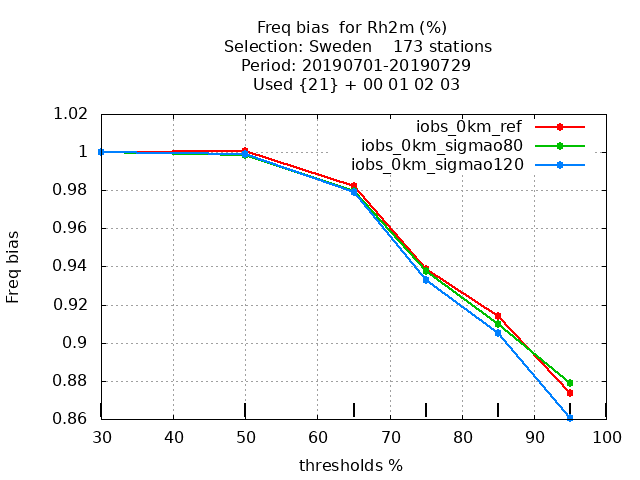 Freq bias  for Rh2m (%)
Selection: Sweden    173 stations
Period: 20190701-20190729
Used {21} + 00 01 02 03
iobs_0km_ref
iobs_0km_sigmao80
iobs_0km_sigmao120
1.02
1
0.98
0.96
0.94
0.92
0.9
0.88
0.86
Freq bias
30 40 50 60 70 80 90 100
thresholds %